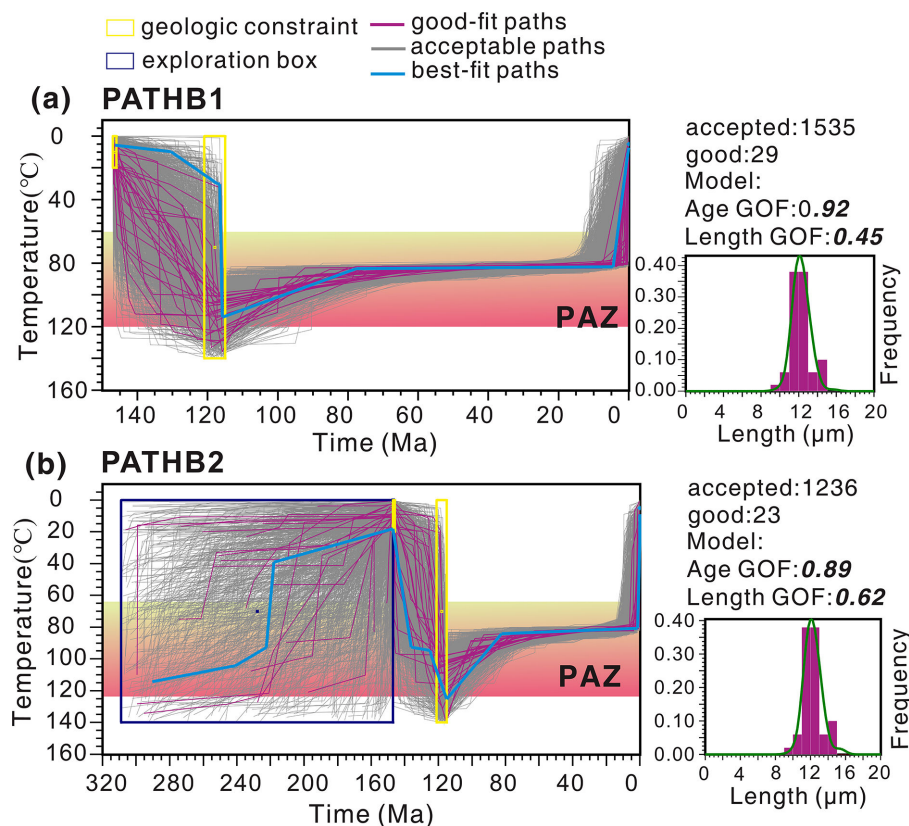 geologic constraint
exploration box
good-fit paths
acceptable paths
best-fit paths
(a) PATHB1
0
40
80
120
160
Temperature(℃)
140 120 100 80 60 40 20 0
Time (Ma)
PAZ
accepted:1535
good:29
Model:
Age GOF:0.92
Length GOF:0.45
0.40
0.30
0.20
0.10
0.00
Frequency
0 4 8 12 16 20
Length (μm)
(b) PATHB2
0
20
40
60
80
100
120
140
160
Temperature(℃)
320 280 240 200 160 120 80 40 0
Time (Ma)
PAZ
accepted:1236
good:23
Model:
Age GOF:0.89
Length GOF:0.62
0.40
0.30
0.20
0.10
0.00
Frequency
0 4 8 12 16 20
Length (μm)